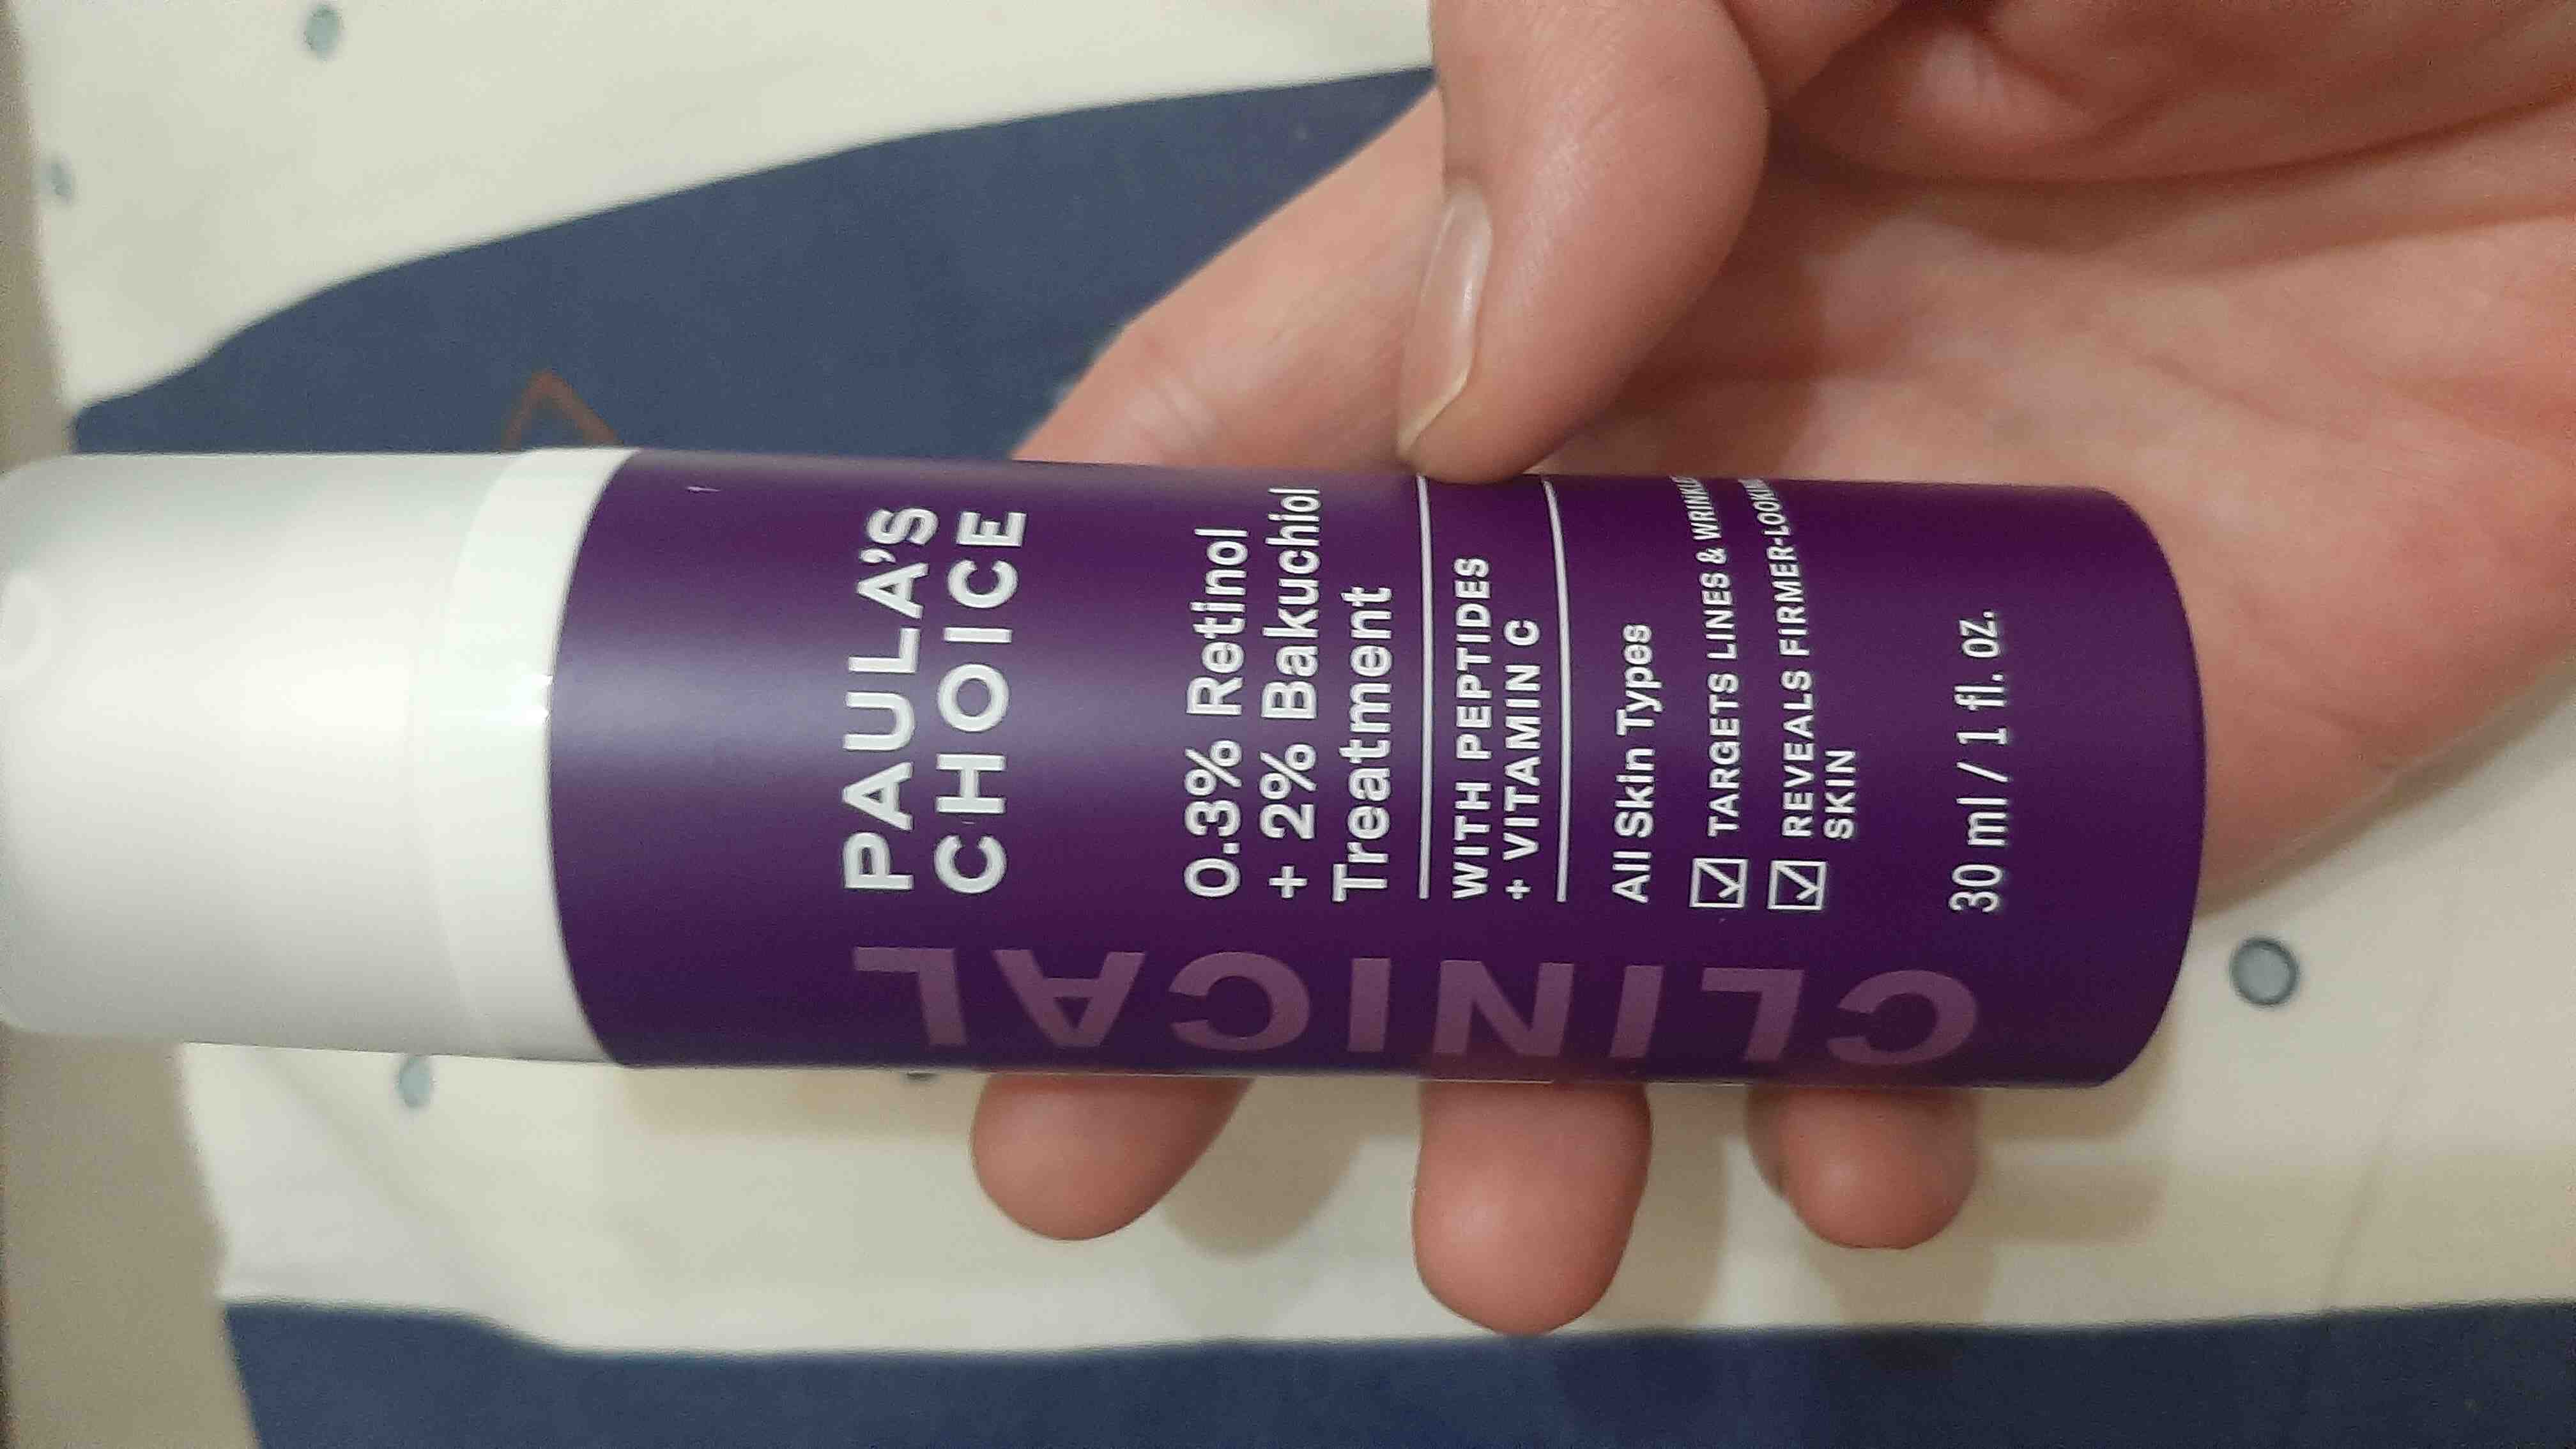 PAULA'S
CHOICE
0.3% Retinol
+ 2% Bakuchiol
Treatment
WITH PEPTIDES
+ VITAMIN C
All Skin Types
TARGETS LINES &
REVEALS FIRMER-LOOKING
SKIN
30 ml / 1 fl. oz.
CLINICAL